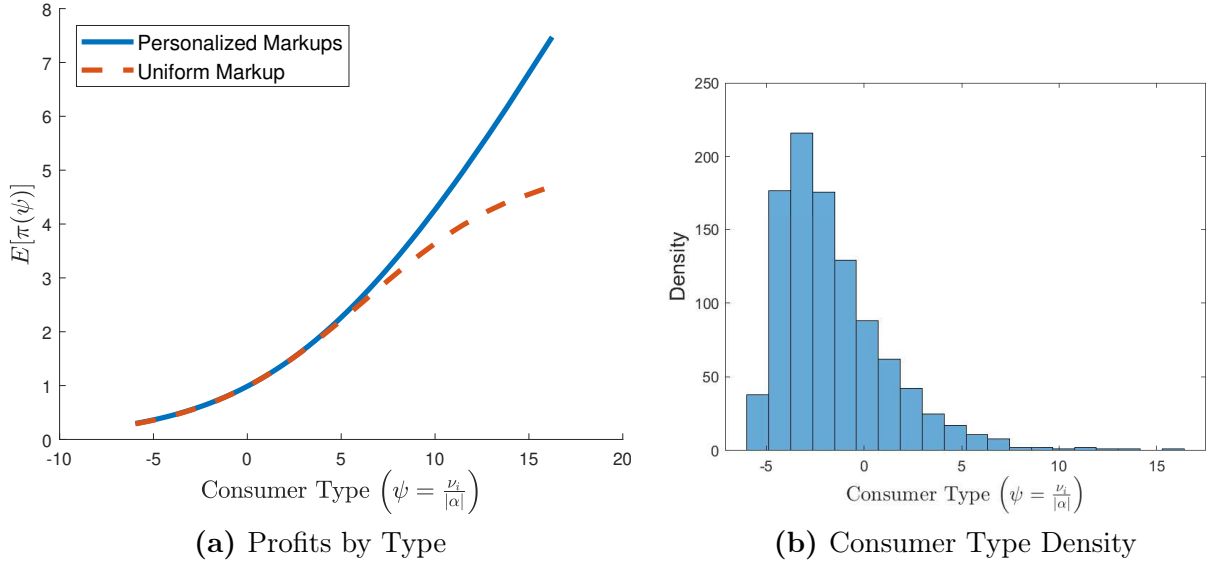 8
7
6
5
4
3
2
1
0
E[π(ψ)]
Personalized Markups
Uniform Markup
-10 -5 0 5 10 15 20
Consumer Type (ψ = ν_i/|α|)
(a) Profits by Type
250
200
150
100
50
0
Density
-5 0 5 10 15
Consumer Type (ψ = ν_i/|α|)
(b) Consumer Type Density